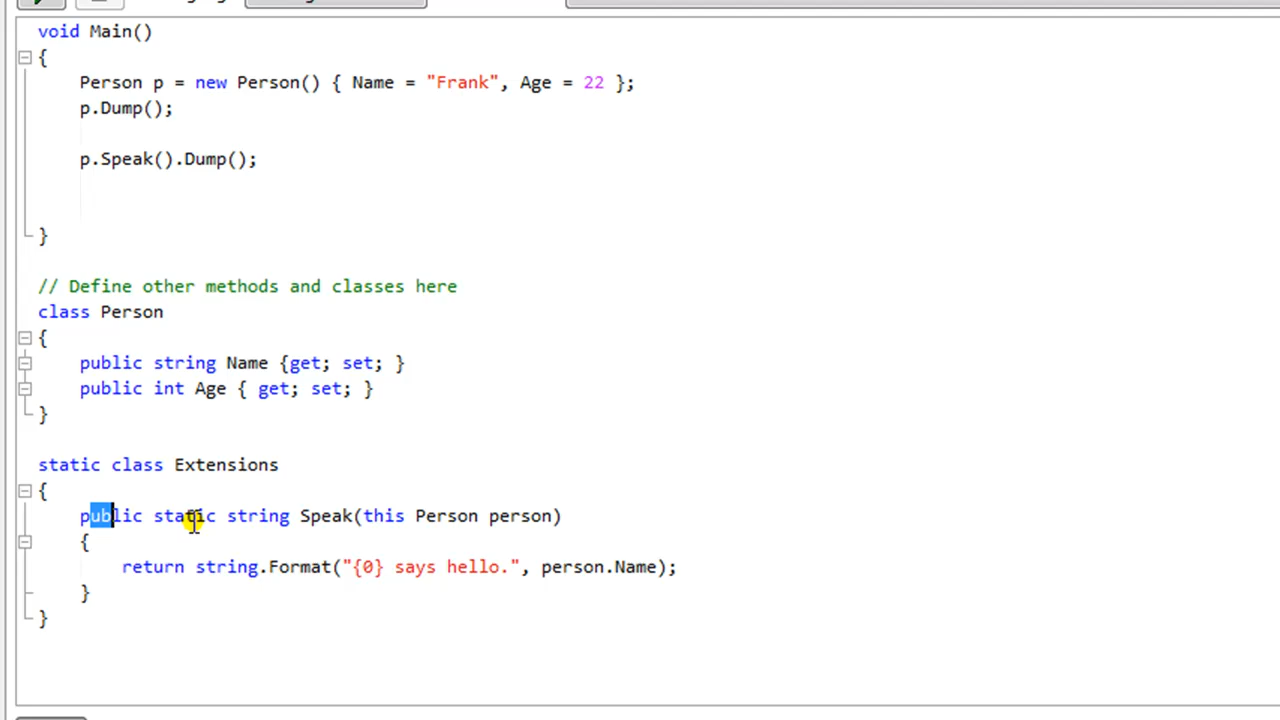 void Main()
{
    Person p = new Person() { Name = "Frank", Age = 22 };
    p.Dump();
    p.Speak().Dump();
}
// Define other methods and classes here
class Person
{
    public string Name {get; set; }
    public int Age { get; set; }
}
static class Extensions
{
    public static string Speak(this Person person)
    {
        return string.Format("{0} says hello.", person.Name);
    }
}